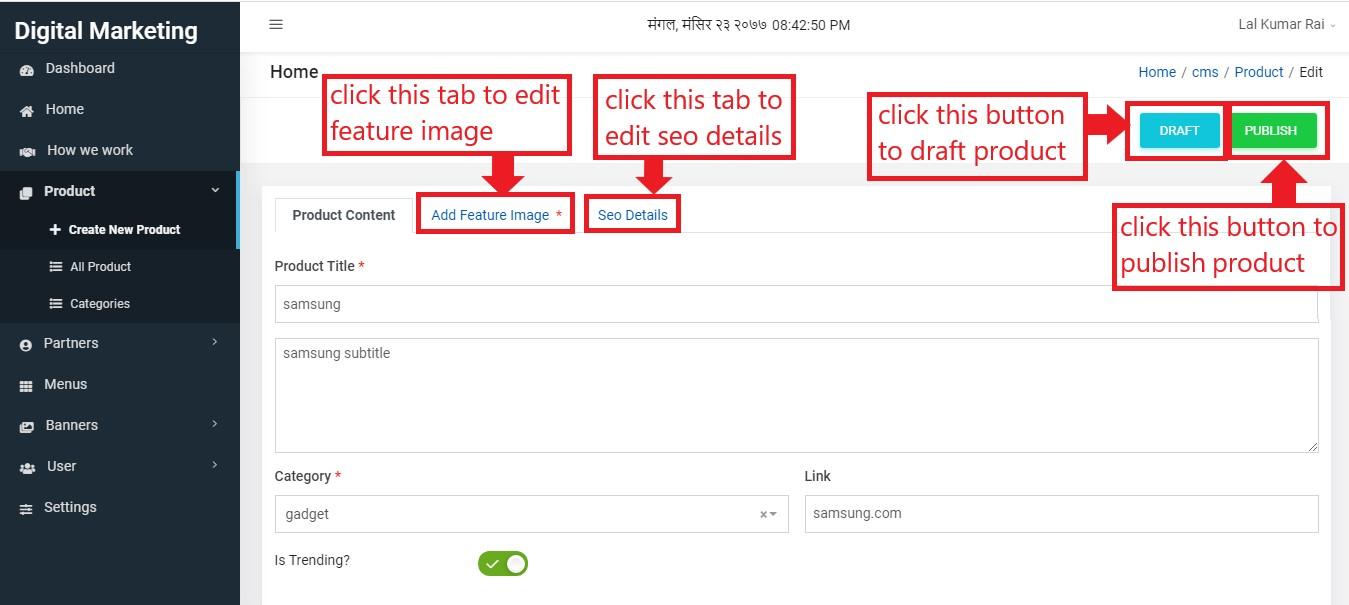 Digital Marketing
मंगल, मंसिर २३ २०७७ 08:42:50 PM
Lal Kumar Rai
Dashboard
Home
How we work
Product
Create New Product
All Product
Categories
Partners
Menus
Banners
User
Settings
Home
Home / cms / Product / Edit
click this tab to edit
feature image
click this tab to
edit seo details
click this button
to draft product
DRAFT
PUBLISH
click this button to
publish product
Product Content
Add Feature Image *
Seo Details
Product Title *
samsung
samsung subtitle
Category *
Link
gadget
samsung.com
Is Trending?